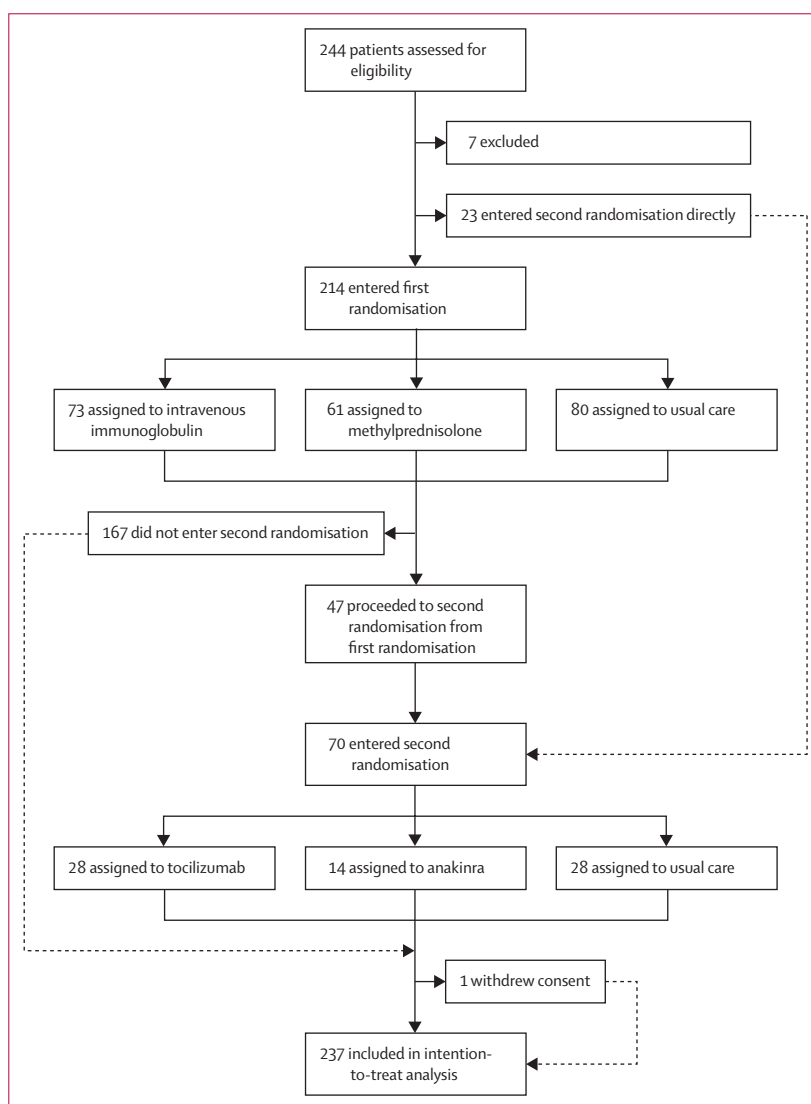 244 patients assessed for
eligibility
7 excluded
23 entered second randomisation directly
214 entered first
randomisation
73 assigned to intravenous
immunoglobulin
61 assigned to
methylprednisolone
80 assigned to usual care
167 did not enter second randomisation
47 proceeded to second
randomisation from
first randomisation
70 entered second
randomisation
28 assigned to tocilizumab
14 assigned to anakinra
28 assigned to usual care
1 withdrew consent
237 included in intention-
to-treat analysis